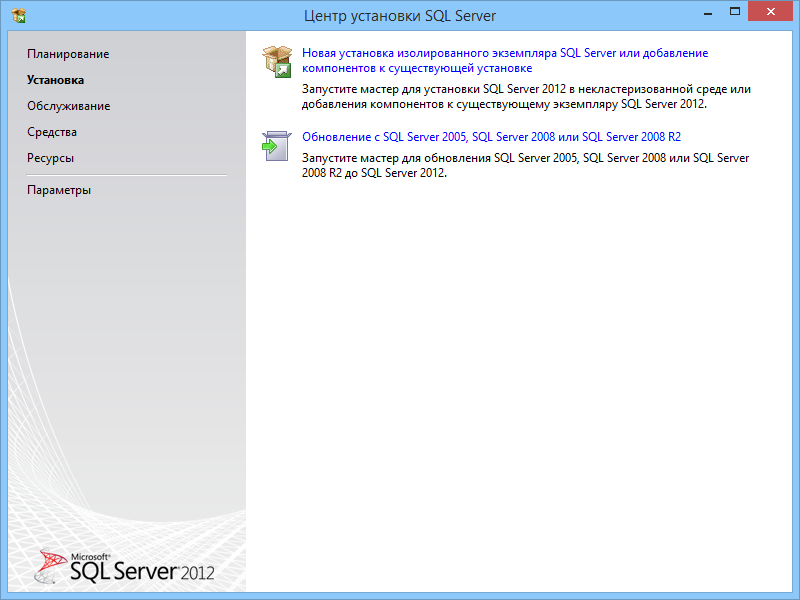 Центр установки SQL Server
Планирование
Установка
Обслуживание
Средства
Ресурсы
Параметры
Новая установка изолированного экземпляра SQL Server или добавление
компонентов к существующей установке
Запустите мастер для установки SQL Server 2012 в некластеризованной среде или
добавления компонентов к существующему экземпляру SQL Server 2012.
Обновление с SQL Server 2005, SQL Server 2008 или SQL Server 2008 R2
Запустите мастер для обновления SQL Server 2005, SQL Server 2008 или SQL Server
2008 R2 до SQL Server 2012.
Microsoft®
SQL Server® 2012